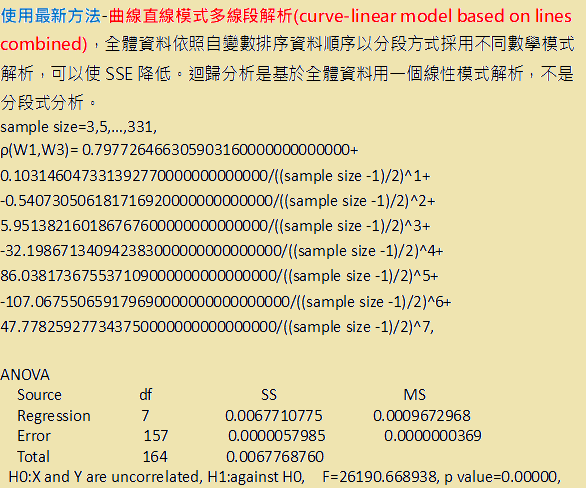 使用最新方法-曲線直線模式多線段解析(curve-linear model based on lines
combined)，全體資料依照自變數排序資料順序以分段方式採用不同數學模式
解析，可以使 SSE 降低。迴歸分析是基於全體資料用一個線性模式解析，不是
分段式分析。
sample size=3,5,...,331,
ρ(W1,W3)= 0.7977264663059031600000000000000+
0.1031460473313927700000000000/((sample size -1)/2)^1+
-0.5407305061817169200000000000/((sample size -1)/2)^2+
5.9513821601867676000000000000/((sample size -1)/2)^3+
-32.1986713409423830000000000000/((sample size -1)/2)^4+
86.0381736755371090000000000000/((sample size -1)/2)^5+
-107.0675506591796900000000000000/((sample size -1)/2)^6+
47.7782592773437500000000000000/((sample size -1)/2)^7,
ANOVA
Source df SS MS
Regression 7 0.0067710775 0.0009672968
Error 157 0.0000057985 0.0000000369
Total 164 0.0067768760
H0:X and Y are uncorrelated, H1:against H0, F=26190.668938, p value=0.00000,